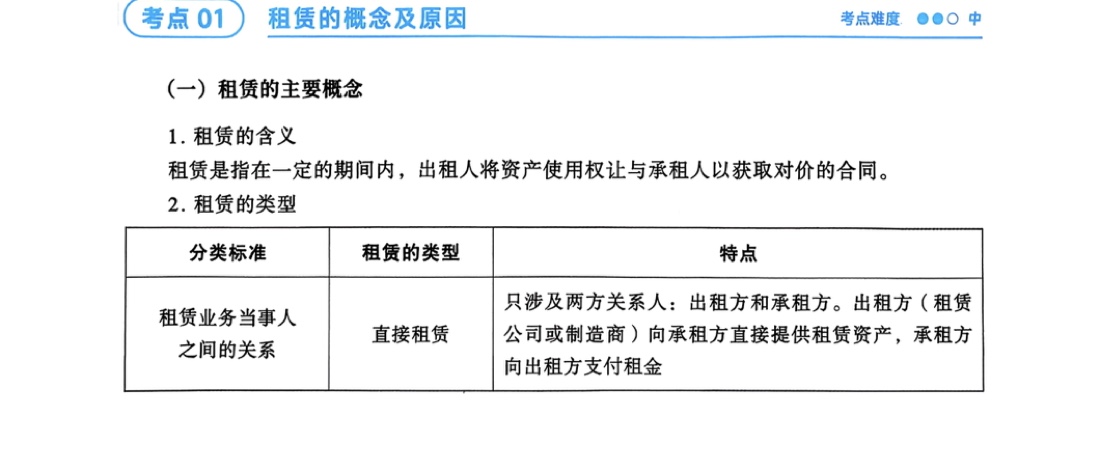 考点 01 租赁的概念及原因 考点难度 中
（一）租赁的主要概念
1. 租赁的含义
租赁是指在一定的期间内，出租人将资产使用权让与承租人以获取对价的合同。
2. 租赁的类型
分类标准 租赁的类型 特点
租赁业务当事人
之间的关系
直接租赁
只涉及两方关系人：出租方和承租方。出租方（租赁
公司或制造商）向承租方直接提供租赁资产，承租方
向出租方支付租金